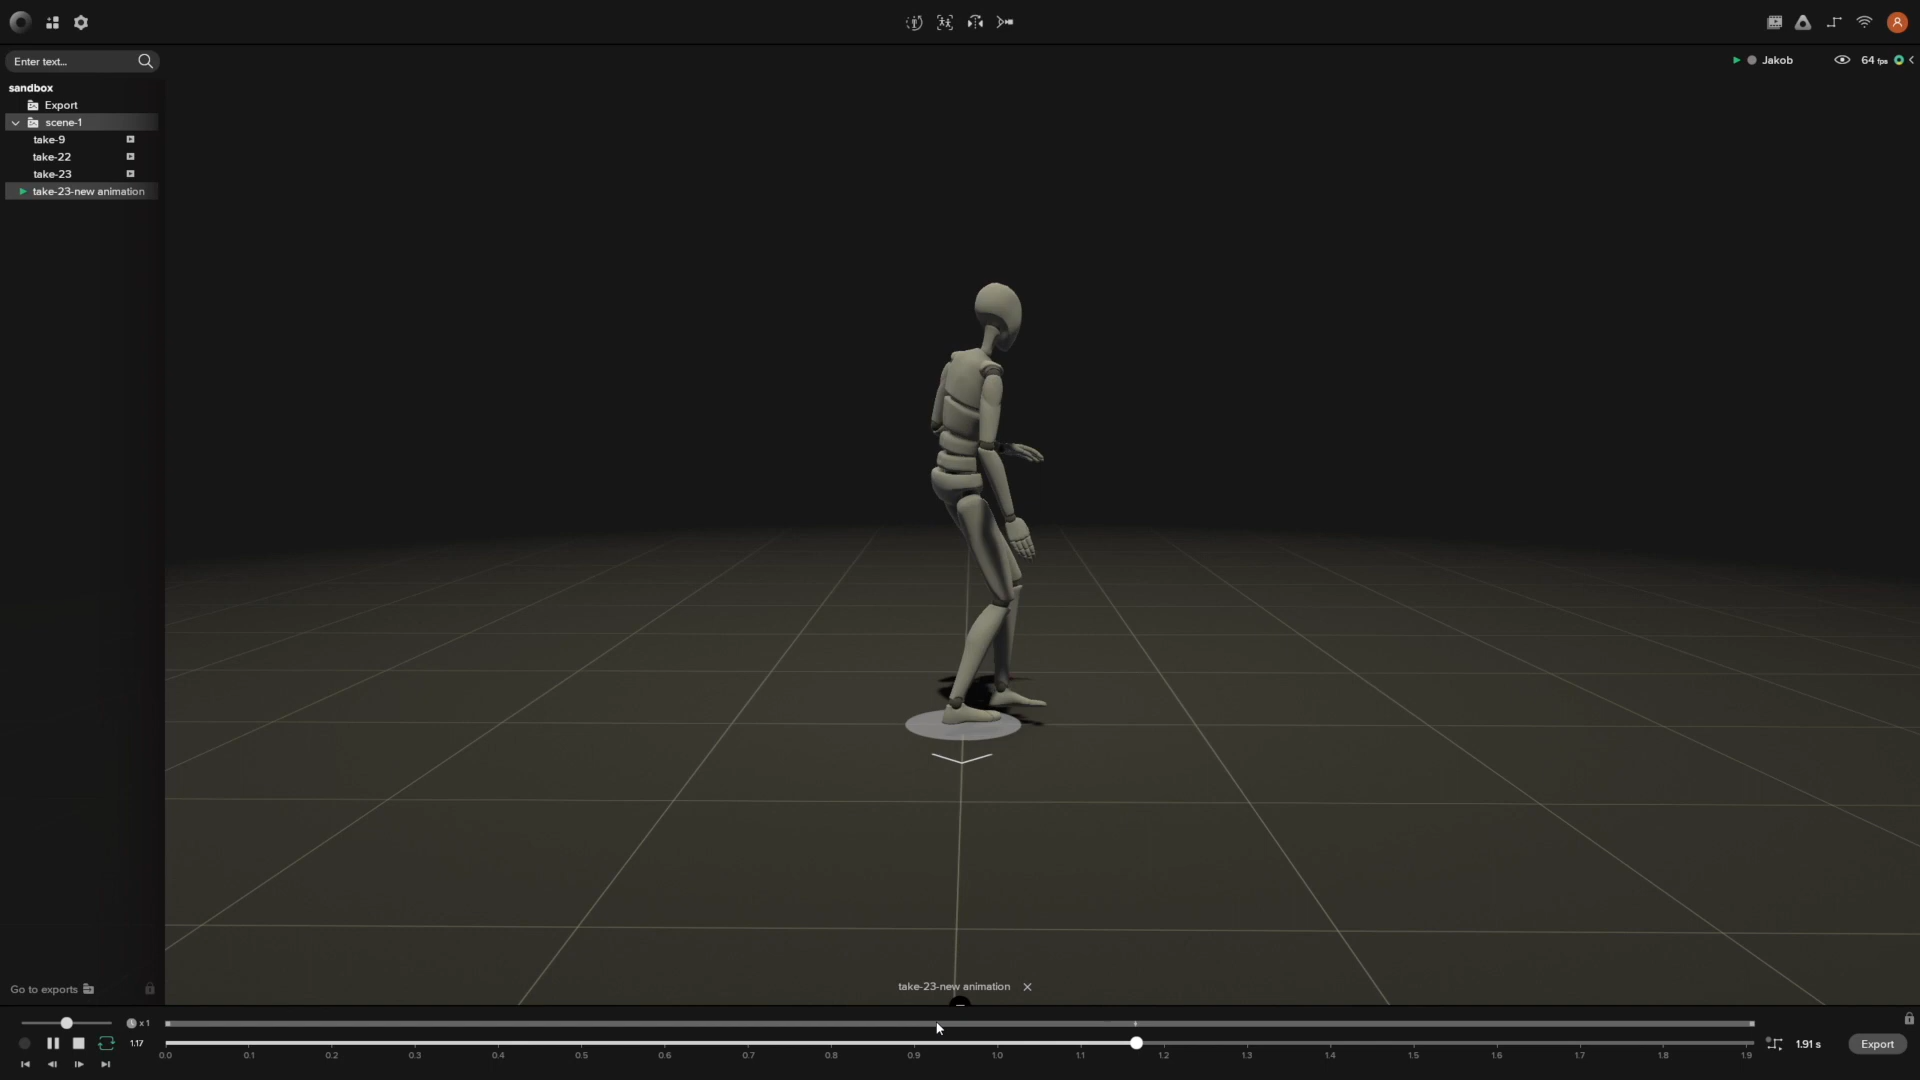 Enter text...
Jakob
64 fps
sandbox
Export
scene-1
take-9
take-22
take-23
take-23-new animation
Go to exports
take-23-new animation
x 1
1.17
0.0 0.1 0.2 0.3 0.4 0.5 0.6 0.7 0.8 0.9 1.0 1.1 1.2 1.3 1.4 1.5 1.6 1.7 1.8 1.9
1.91 s
Export